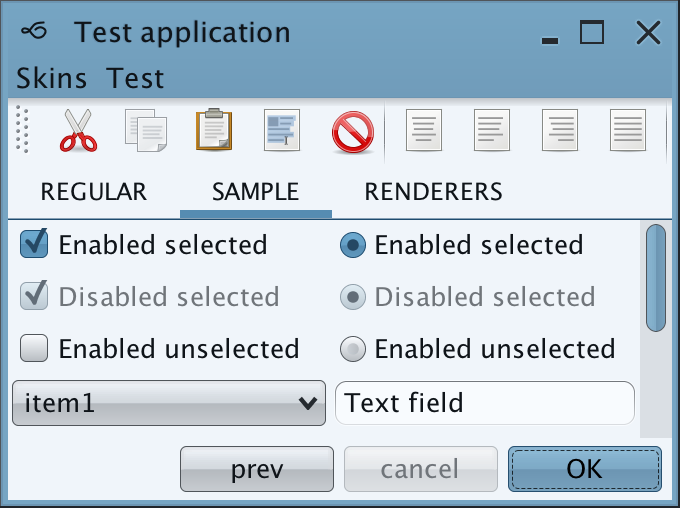 Test application
Skins Test
REGULAR SAMPLE RENDERERS
Enabled selected Enabled selected
Disabled selected Disabled selected
Enabled unselected Enabled unselected
item1 Text field
prev cancel OK